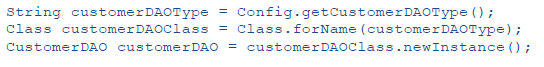 String customerDAOType = Config.getCustomerDAOType();
Class customerDAOClass = Class.forName(customerDAOType);
CustomerDAO customerDAO = customerDAOClass.newInstance();